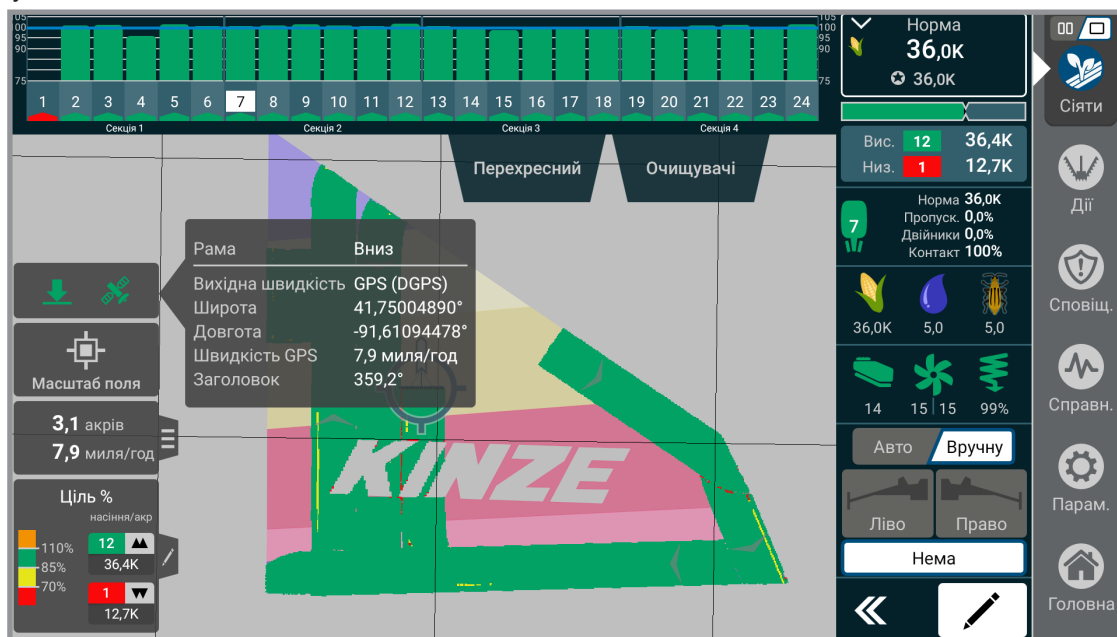 105
100
95
90
75
105
100
95
90
75
1 2 3 4 5 6 7 8 9 10 11 12 13 14 15 16 17 18 19 20 21 22 23 24
Секція 1 Секція 2 Секція 3 Секція 4
Перехресний Очищувачі
Рама Вниз
Вихідна швидкість GPS (DGPS)
Широта 41,75004890°
Довгота -91,61094478°
Швидкість GPS 7,9 миля/год
Заголовок 359,2°
Масштаб поля
3,1 акрів
7,9 миля/год
Ціль %
насіння/акр
110%
85%
70%
12
36,4K
1
12,7K
KINZE
Норма
36,0K
36,0K
Вис. 12 36,4K
Низ. 1 12,7K
7
Норма 36,0K
Пропуск. 0,0%
Двійники 0,0%
Контакт 100%
36,0K 5,0 5,0
14 15 15 99%
Авто Вручну
Ліво Право
Нема
Сіяти
Дії
Сповіщ.
Справн.
Парам.
Головна